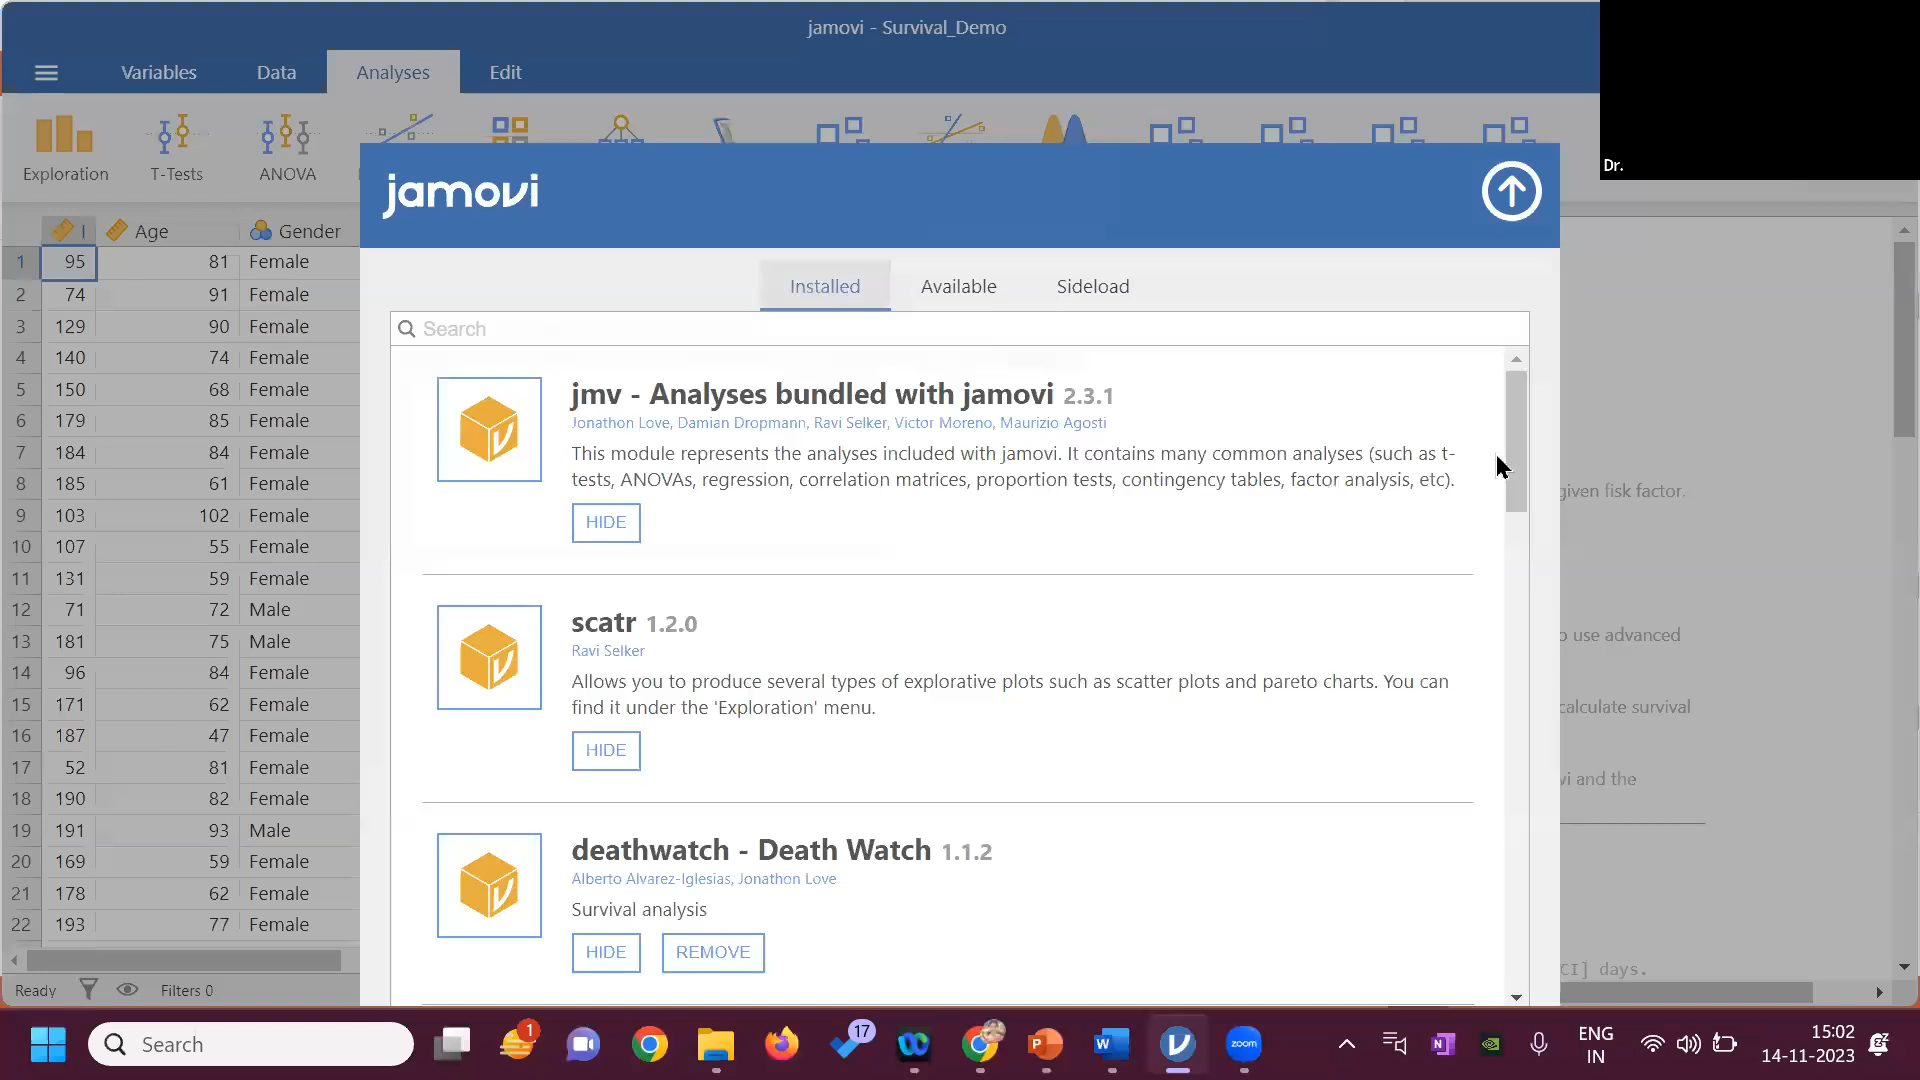 jamovi - Survival_Demo
Variables Data Analyses Edit
Exploration T-Tests ANOVA
Dr.
jamovi
Installed Available Sideload
Search
Age Gender
1 95 81 Female
2 74 91 Female
3 129 90 Female
4 140 74 Female
5 150 68 Female
6 179 85 Female
7 184 84 Female
8 185 61 Female
9 103 102 Female
10 107 55 Female
11 131 59 Female
12 71 72 Male
13 181 75 Male
14 96 84 Female
15 171 62 Female
16 187 47 Female
17 52 81 Female
18 190 82 Female
19 191 93 Male
20 169 59 Female
21 178 62 Female
22 193 77 Female
jmv - Analyses bundled with jamovi 2.3.1
Jonathon Love, Damian Dropmann, Ravi Selker, Victor Moreno, Maurizio Agosti
This module represents the analyses included with jamovi. It contains many common analyses (such as t-
tests, ANOVAs, regression, correlation matrices, proportion tests, contingency tables, factor analysis, etc).
HIDE
scatr 1.2.0
Ravi Selker
Allows you to produce several types of explorative plots such as scatter plots and pareto charts. You can
find it under the 'Exploration' menu.
HIDE
deathwatch - Death Watch 1.1.2
Alberto Alvarez-Iglesias, Jonathon Love
Survival analysis
HIDE REMOVE
given fisk factor.
use advanced
calculate survival
and the
CI] days.
Ready Filters 0
Search
1
17
zoom
ENG
IN
15:02
14-11-2023